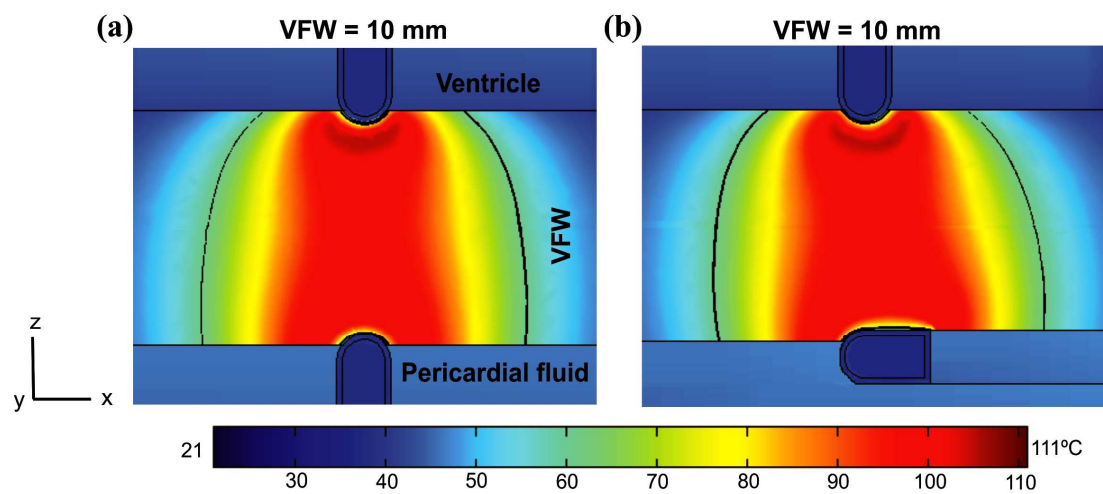 (a) VFW = 10 mm
(b) VFW = 10 mm
Ventricle
VFW
Pericardial fluid
z
y
x
21
111ºC
30 40 50 60 70 80 90 100 110